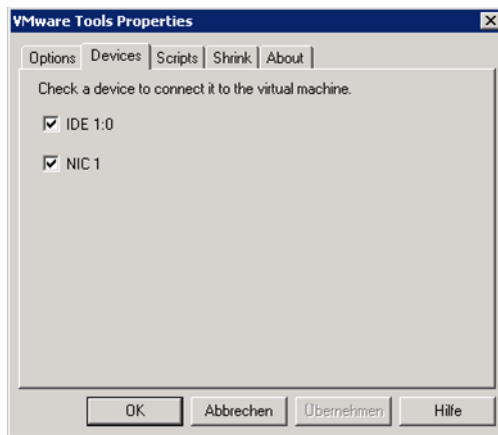 VMware Tools Properties
Options Devices Scripts Shrink About
Check a device to connect it to the virtual machine.
IDE 1:0
NIC 1
OK Abbrechen Übernehmen Hilfe